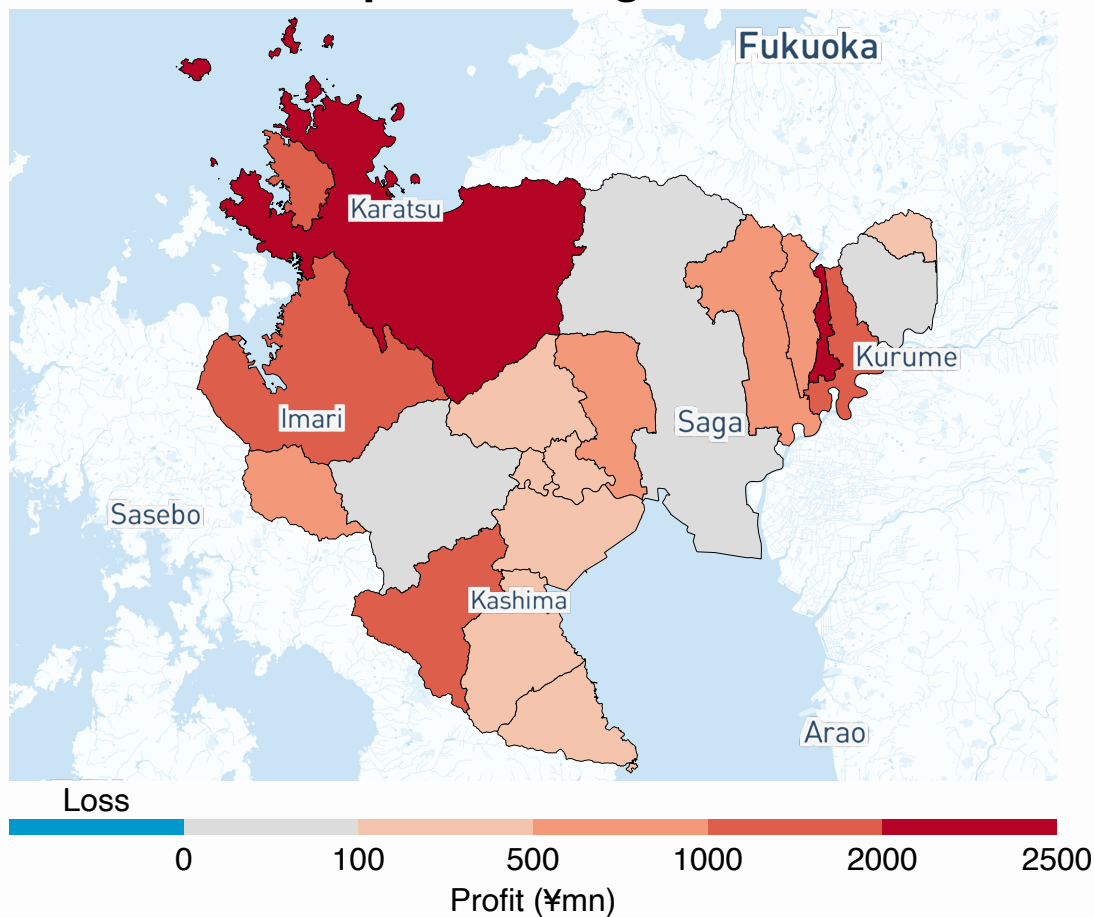 Fukuoka
Karatsu
Kurume
Imari
Saga
Sasebo
Kashima
Arao
Loss
0 100 500 1000 2000 2500
Profit (¥mn)